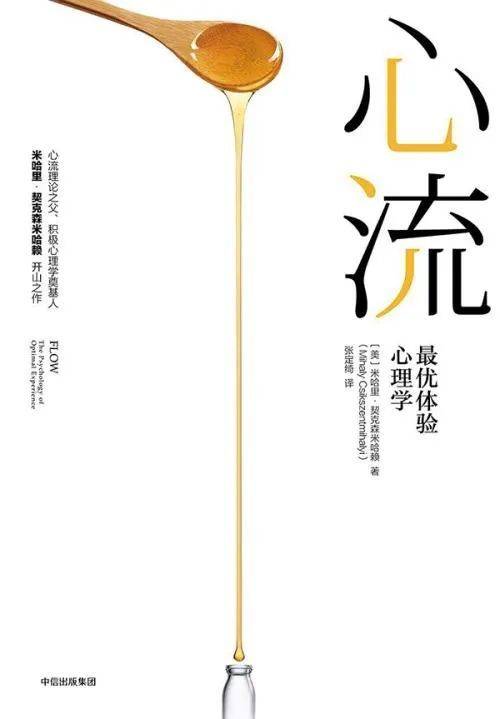 心流
最优体验
心理学
[美] 米哈里·契克森米哈赖 著
(Mihaly Csikszentmihalyi)
张定绮 译
心流理论之父、积极心理学奠基人
米哈里·契克森米哈赖 开山之作
FLOW
The Psychology of
Optimal Experience
中信出版集团